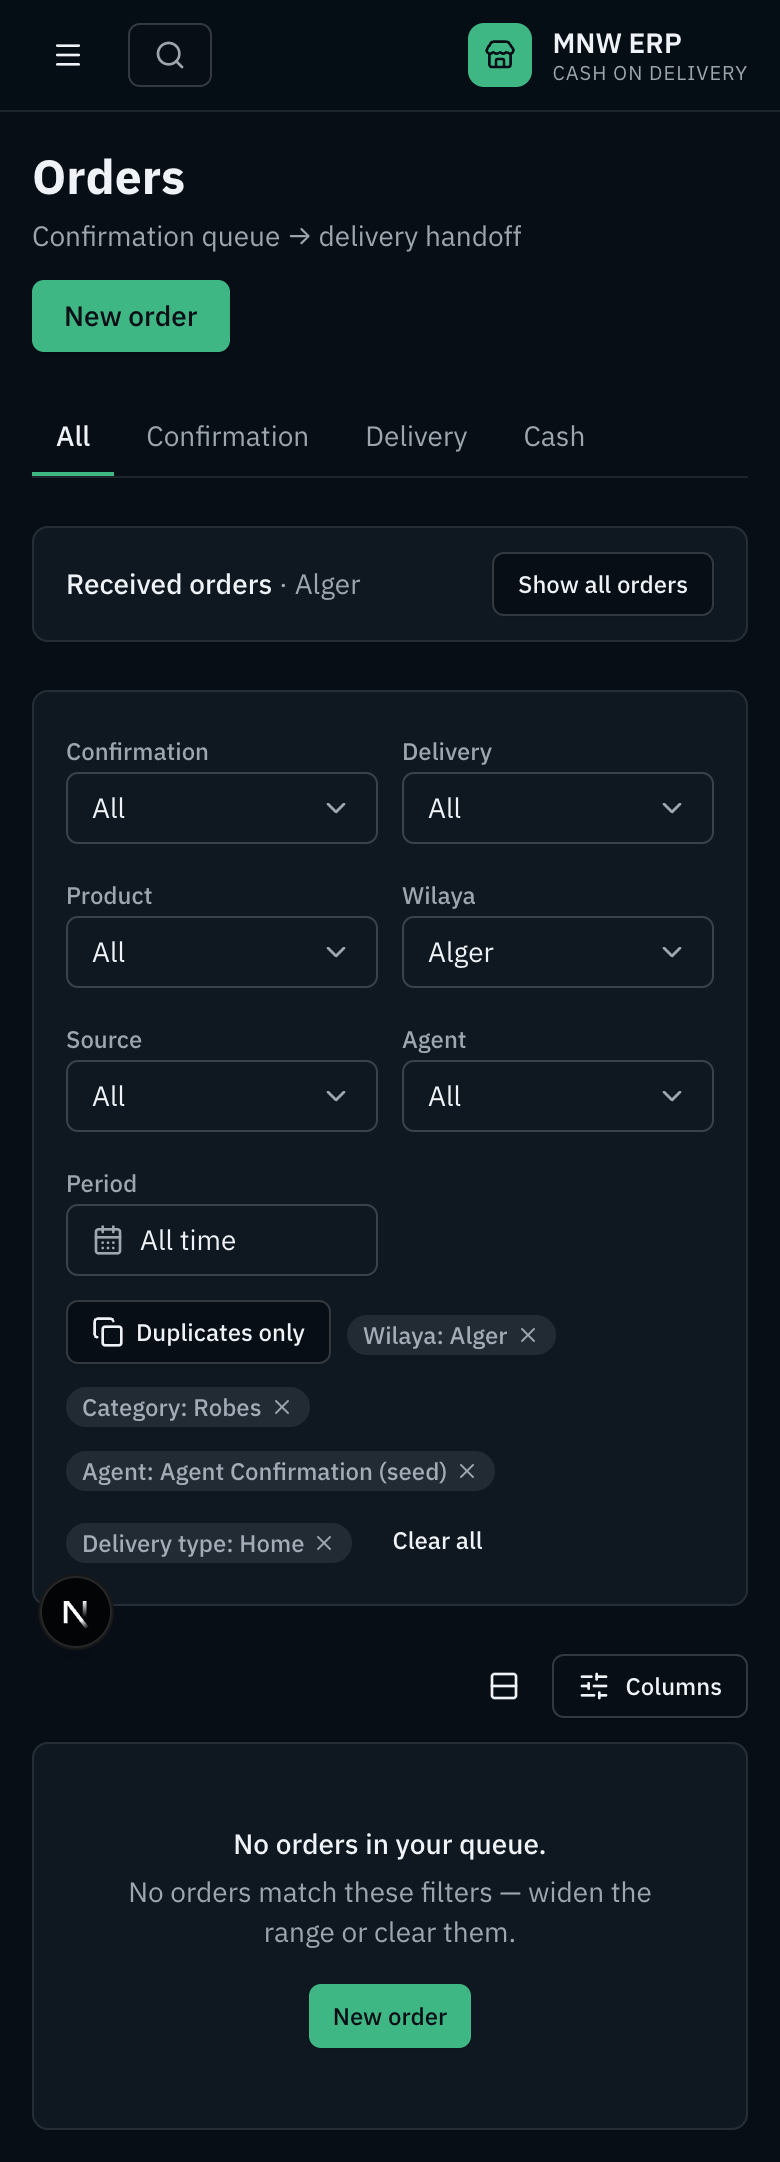 MNW ERP
CASH ON DELIVERY
Orders
Confirmation queue → delivery handoff
New order
All Confirmation Delivery Cash
Received orders · Alger Show all orders
Confirmation Delivery
All All
Product Wilaya
All Alger
Source Agent
All All
Period
All time
Duplicates only Wilaya: Alger ×
Category: Robes ×
Agent: Agent Confirmation (seed) ×
Delivery type: Home × Clear all
N
Columns
No orders in your queue.
No orders match these filters — widen the
range or clear them.
New order